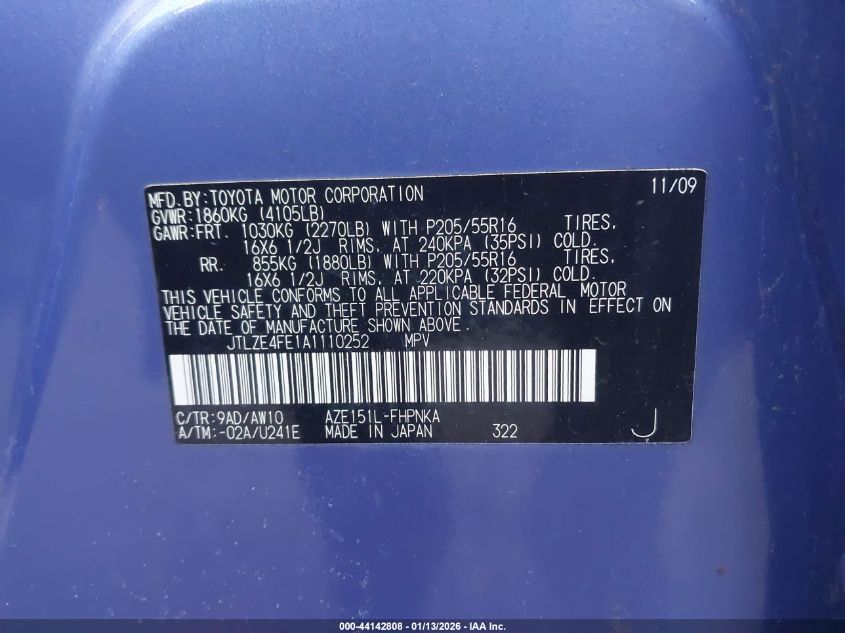 MFD.BY:TOYOTA MOTOR CORPORATION 11/09
GVWR:1860KG (4105LB)
GAWR:FRT. 1030KG (2270LB) WITH P205/55R16 TIRES,
16X6 1/2J RIMS, AT 240KPA (35PSI) COLD.
RR. 855KG (1880LB) WITH P205/55R16 TIRES,
16X6 1/2J RIMS, AT 220KPA (32PSI) COLD.
THIS VEHICLE CONFORMS TO ALL APPLICABLE FEDERAL MOTOR
VEHICLE SAFETY AND THEFT PREVENTION STANDARDS IN EFFECT ON
THE DATE OF MANUFACTURE SHOWN ABOVE.
JTLZE4FE1A1110252 MPV
C/TR:9AD/AW10 AZE151L-FHPNKA
A/TM:-02A/U241E MADE IN JAPAN 322 J
000-44142808 - 01/13/2026 - IAA Inc.